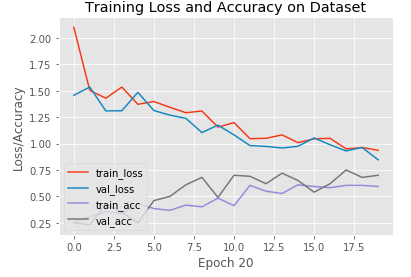 Training Loss and Accuracy on Dataset
Loss/Accuracy
2.00
1.75
1.50
1.25
1.00
0.75
0.50
0.25
train_loss
val_loss
train_acc
val_acc
0.0 2.5 5.0 7.5 10.0 12.5 15.0 17.5
Epoch 20